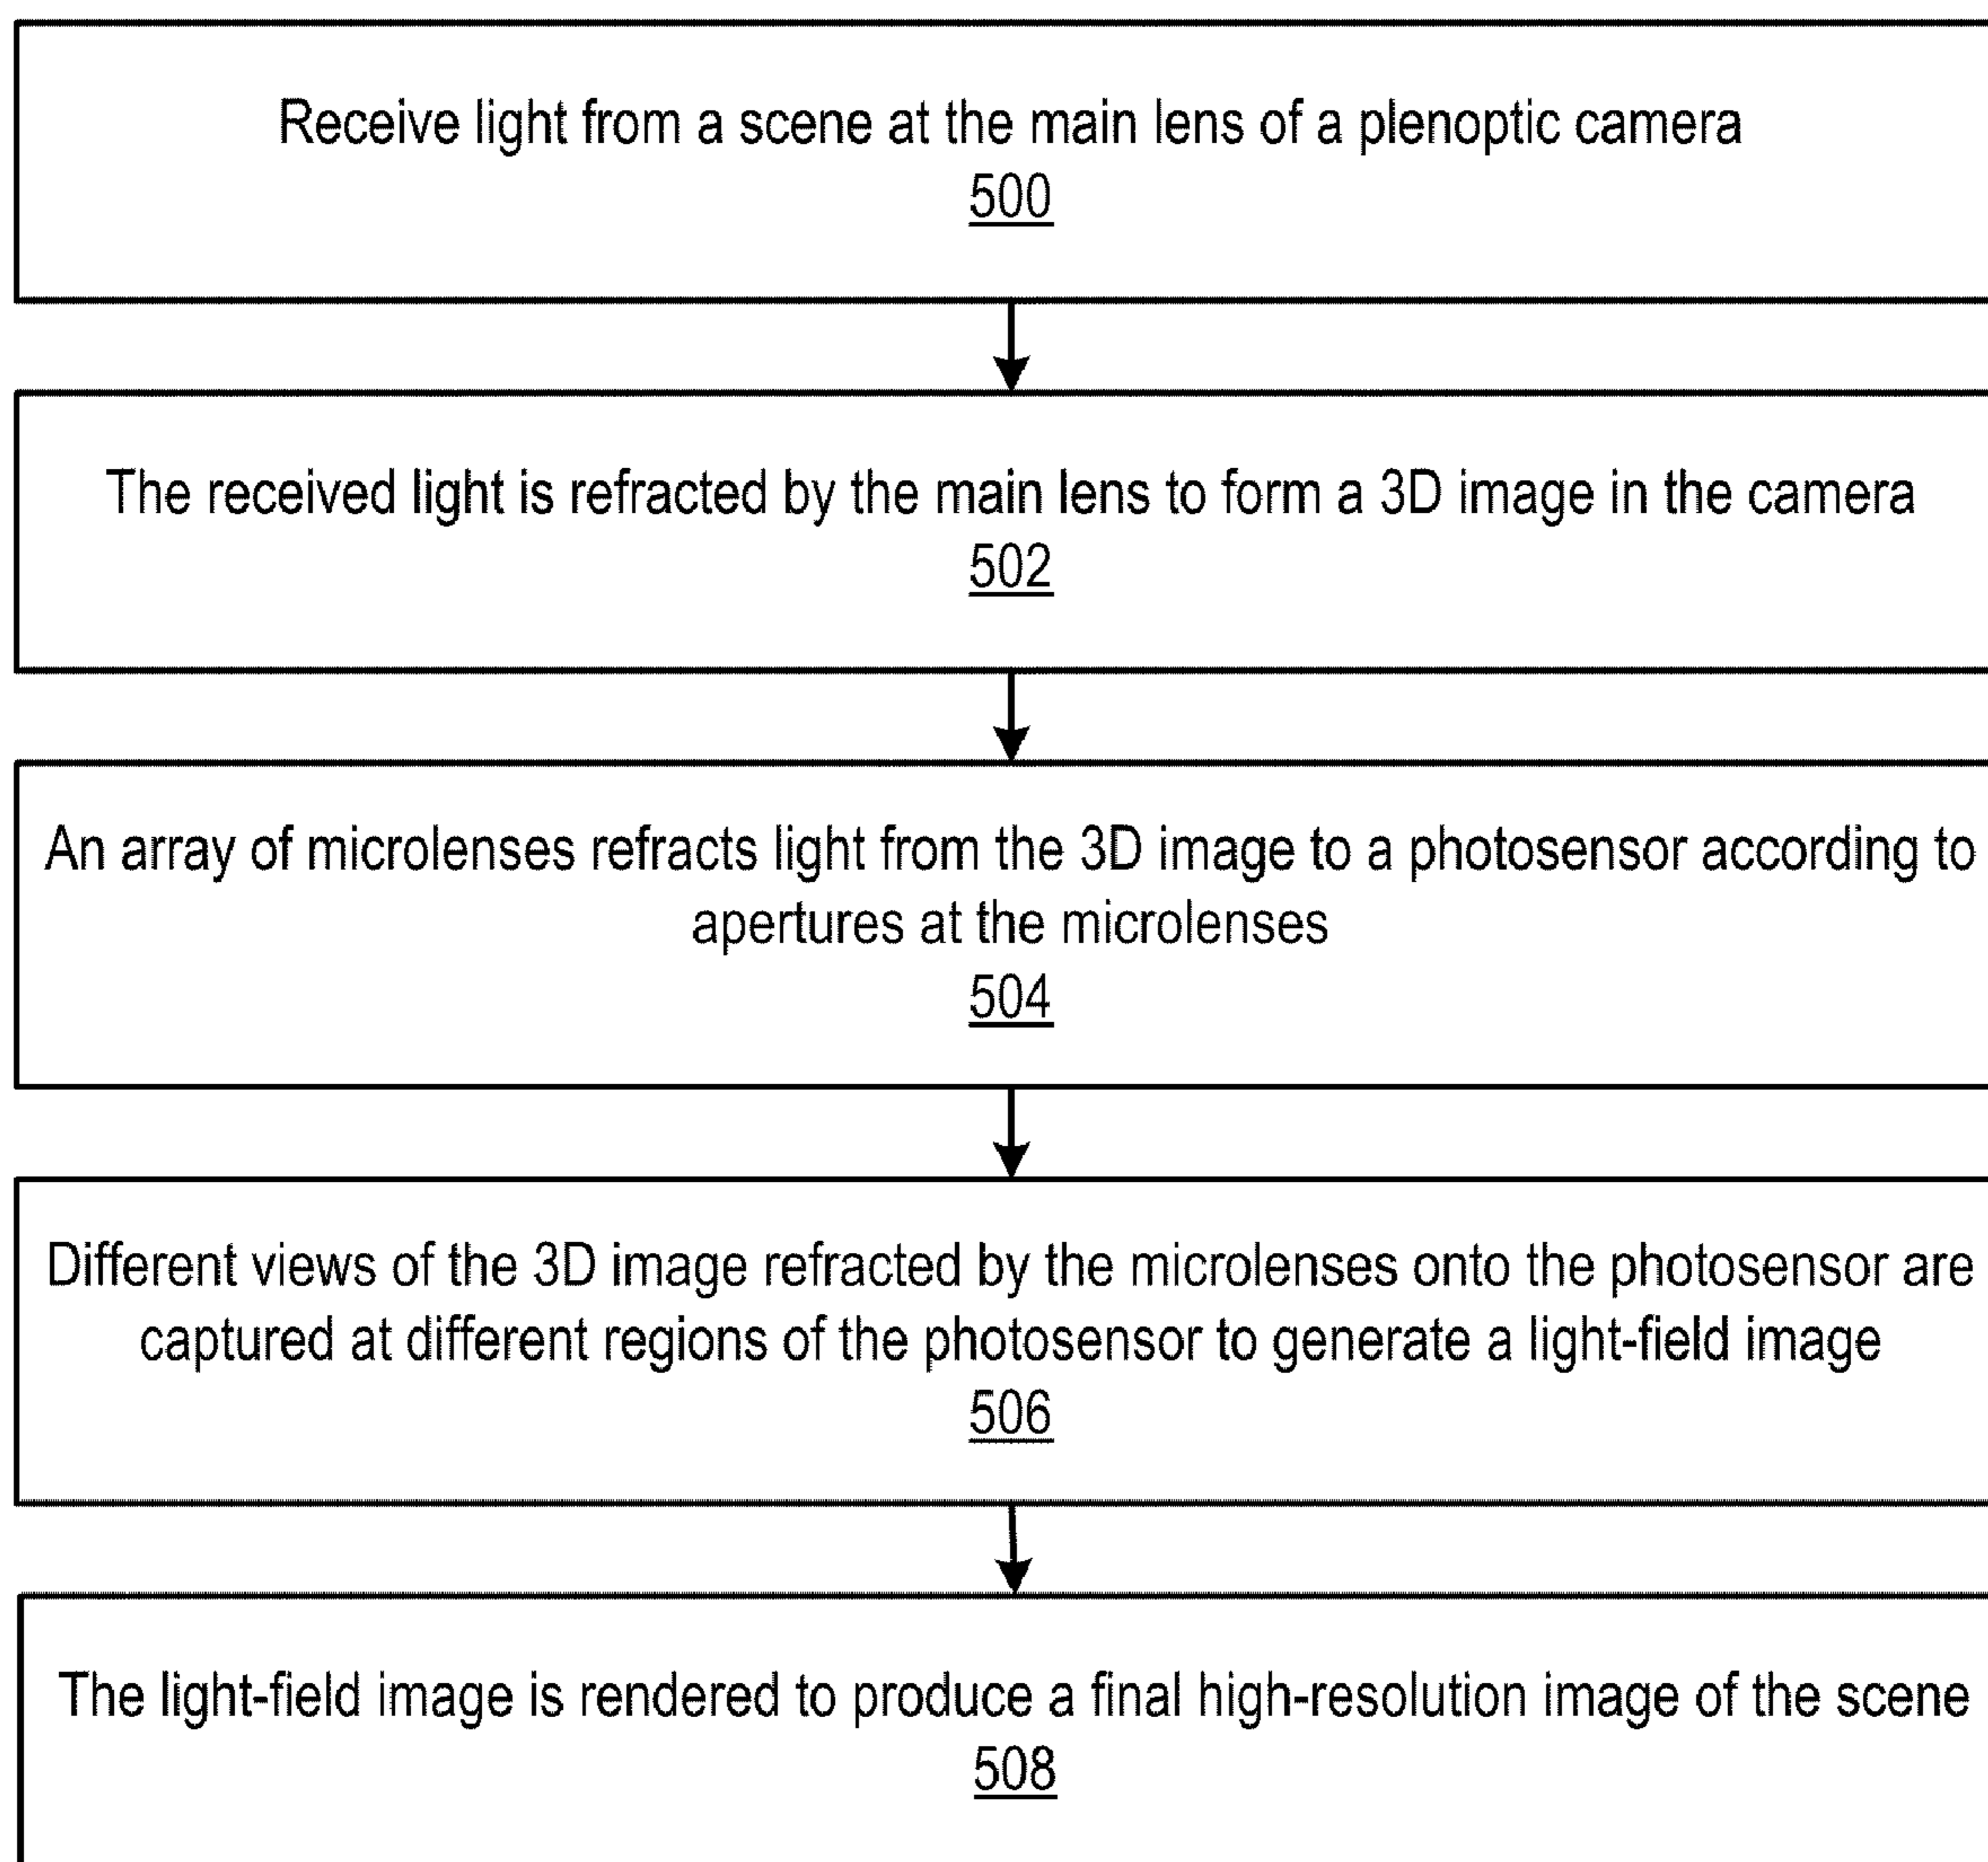 Receive light from a scene at the main lens of a plenoptic camera
500
The received light is refracted by the main lens to form a 3D image in the camera
502
An array of microlenses refracts light from the 3D image to a photosensor according to
apertures at the microlenses
504
Different views of the 3D image refracted by the microlenses onto the photosensor are
captured at different regions of the photosensor to generate a light-field image
506
The light-field image is rendered to produce a final high-resolution image of the scene
508